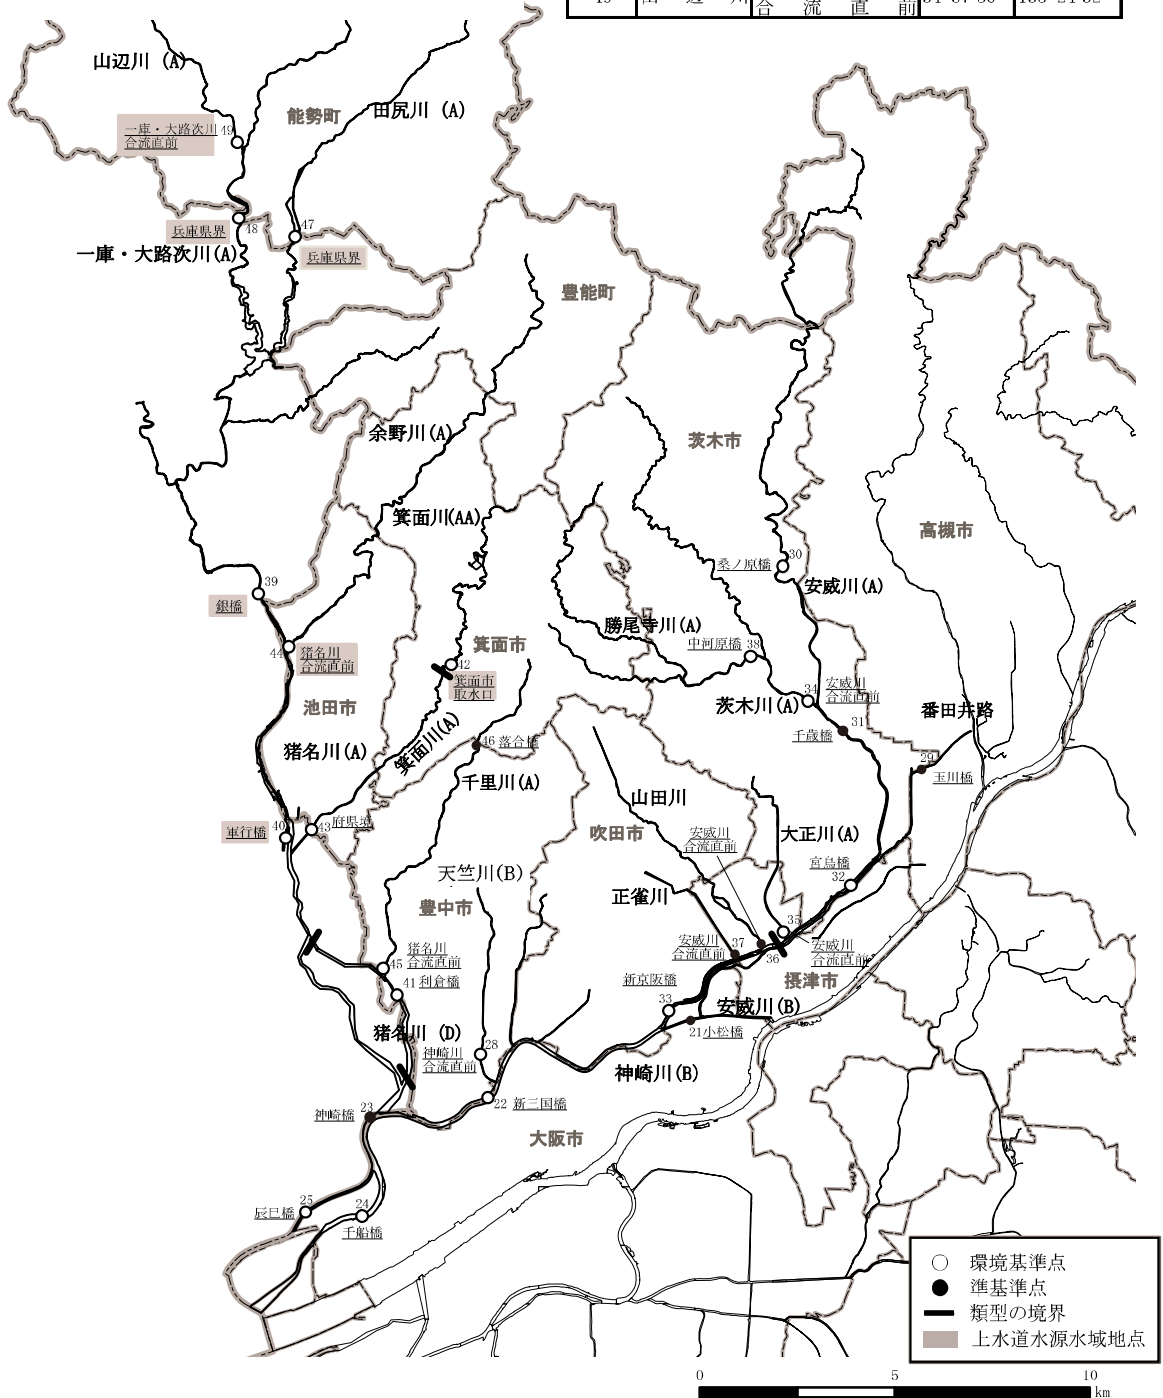 合 流 直 前
山辺川 (A)
能勢町
田尻川 (A)
一庫・大路次川 49
合流直前
兵庫県界
48
47
兵庫県界
一庫・大路次川(A)
豊能町
余野川(A)
茨木市
箕面川(AA)
高槻市
30
桑ノ原橋
安威川(A)
39
銀橋
勝尾寺川(A)
中河原橋
38
44
猪名川
合流直前
箕面市
42
箕面市
取水口
34
安威川
合流直前
池田市
茨木川(A)
31
千歳橋
番田井路
猪名川(A)
箕面川(A)
46 落合橋
29
玉川橋
千里川(A)
山田川
40
軍行橋
43
府県境
吹田市
安威川
合流直前
大正川(A)
宮鳥橋
32
天竺川(B)
正雀川
豊中市
35
猪名川
合流直前
45
安威川
合流直前
37
36
安威川
合流直前
41 利倉橋
新京阪橋
摂津市
33
安威川(B)
猪名川 (D)
21 小松橋
神崎川
合流直前
28
神崎川(B)
22 新三国橋
神崎橋
23
大阪市
25
辰巳橋
24
千船橋
環境基準点
準基準点
類型の境界
上水道水源水域地点
0 5 10
km